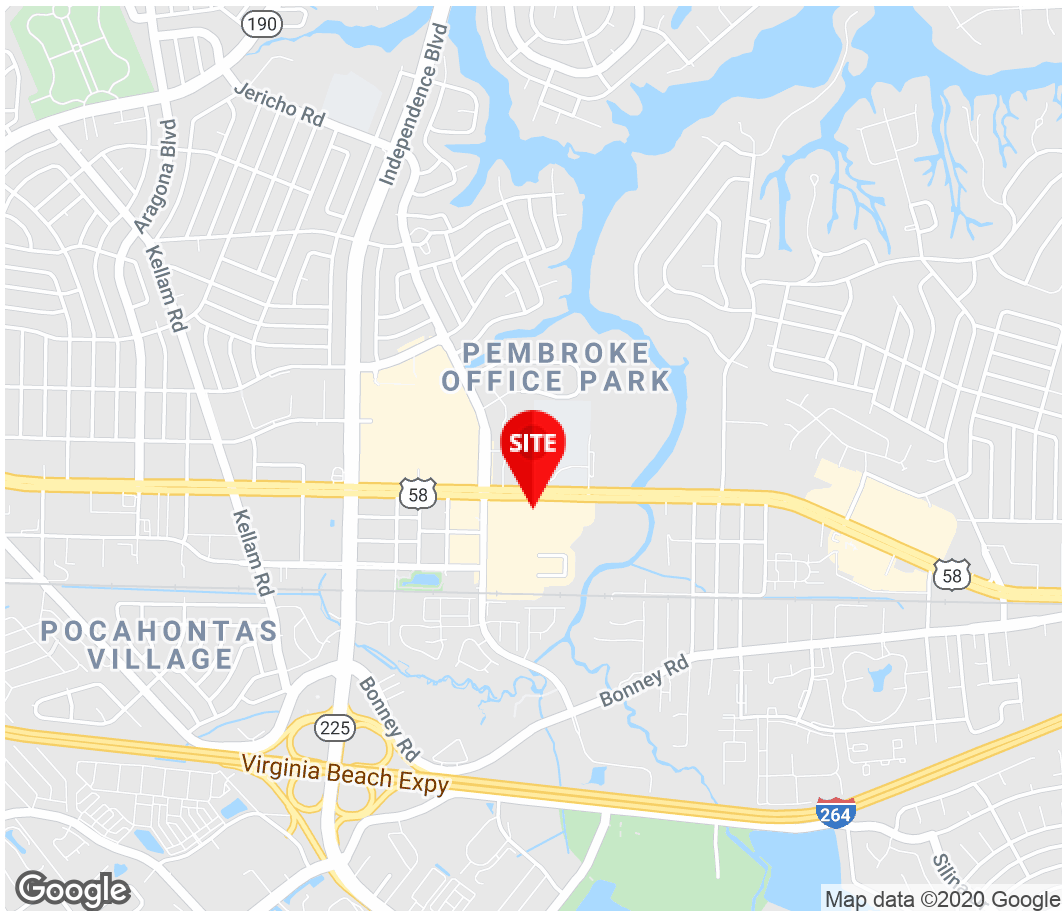 190
Independence Blvd
Jericho Rd
Aragona Blvd
Kellam Rd
PEMBROKE
OFFICE PARK
SITE
58
Kellam Rd
58
POCAHONTAS
VILLAGE
Bonney Rd
Bonney Rd
225
Virginia Beach Expy
264
Silina
Google
Map data ©2020 Google